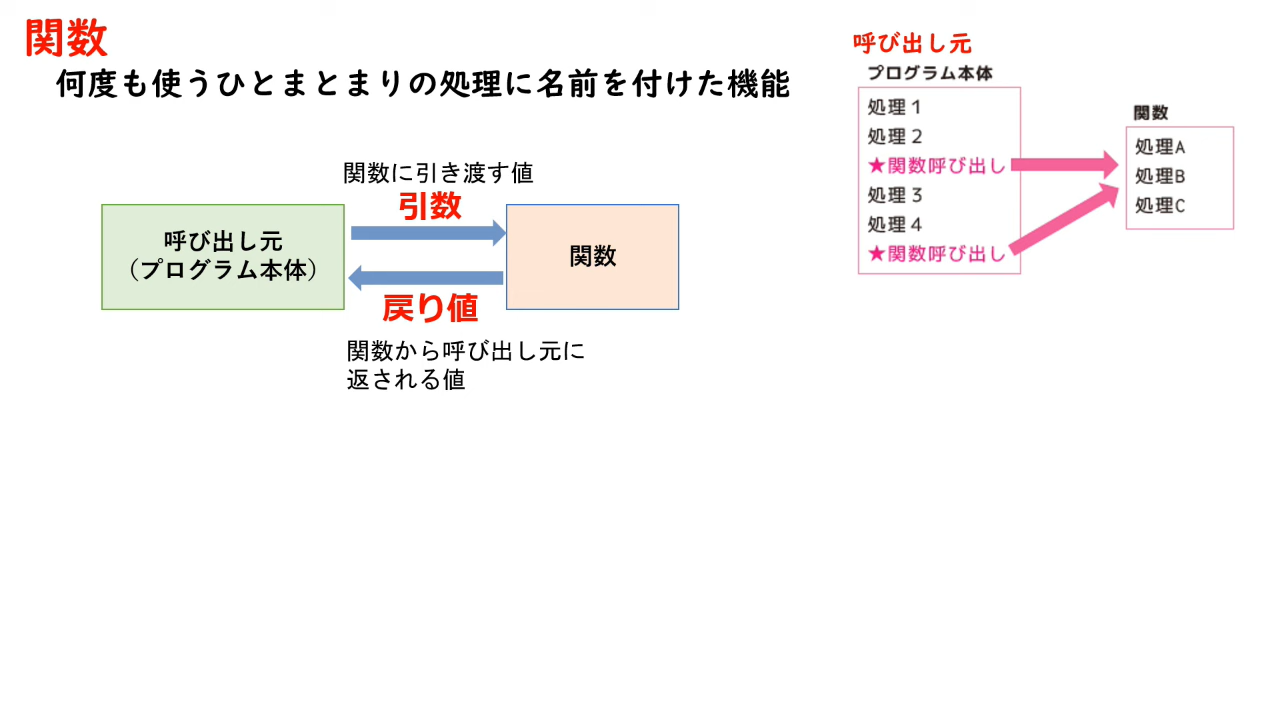 関数
何度も使うひとまとまりの処理に名前を付けた機能
関数に引き渡す値
引数
呼び出し元
（プログラム本体）
関数
戻り値
関数から呼び出し元に
返される値
呼び出し元
プログラム本体
処理１
処理２
★関数呼び出し
処理３
処理４
★関数呼び出し
関数
処理A
処理B
処理C